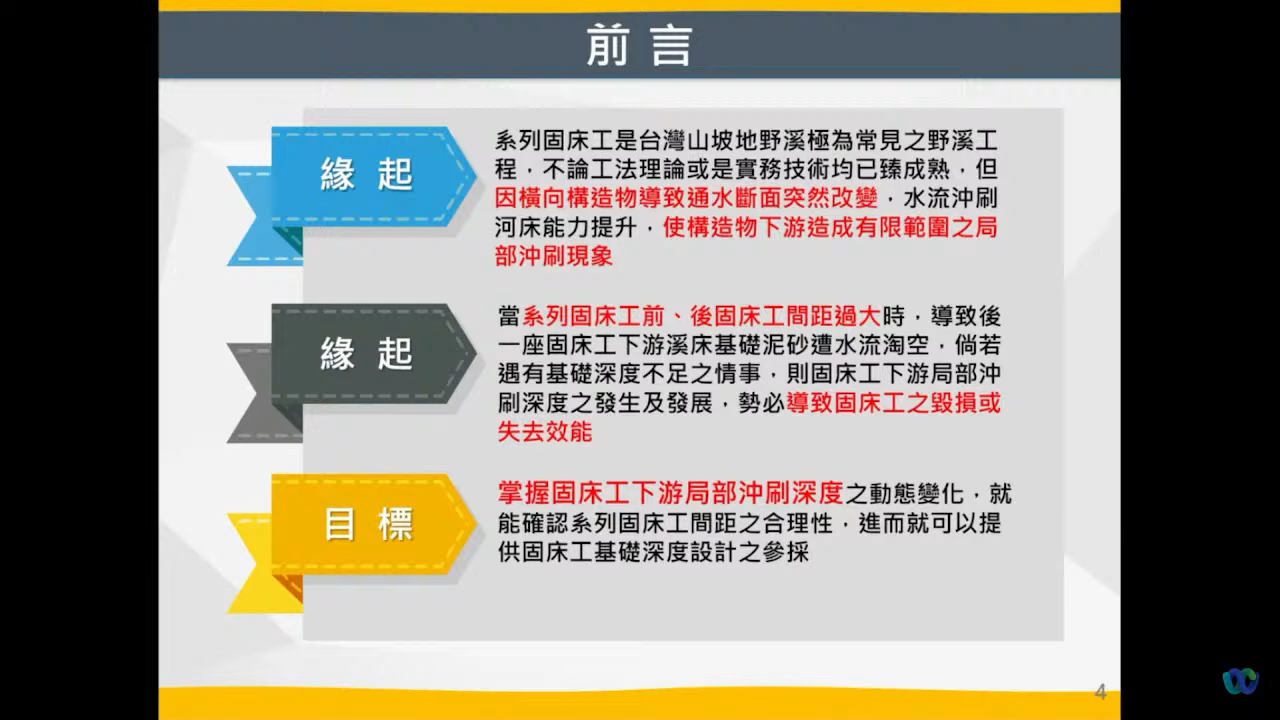 前言
緣起
系列固床工是台灣山坡地野溪極為常見之野溪工
程，不論工法理論或是實務技術均已臻成熟，但
因橫向構造物導致通水斷面突然改變，水流沖刷
河床能力提升，使構造物下游造成有限範圍之局
部沖刷現象
緣起
當系列固床工前、後固床工間距過大時，導致後
一座固床工下游溪床基礎泥砂遭水流淘空，倘若
遇有基礎深度不足之情事，則固床工下游局部沖
刷深度之發生及發展，勢必導致固床工之毀損或
失去效能
目標
掌握固床工下游局部沖刷深度之動態變化，就
能確認系列固床工間距之合理性，進而就可以提
供固床工基礎深度設計之參採
4